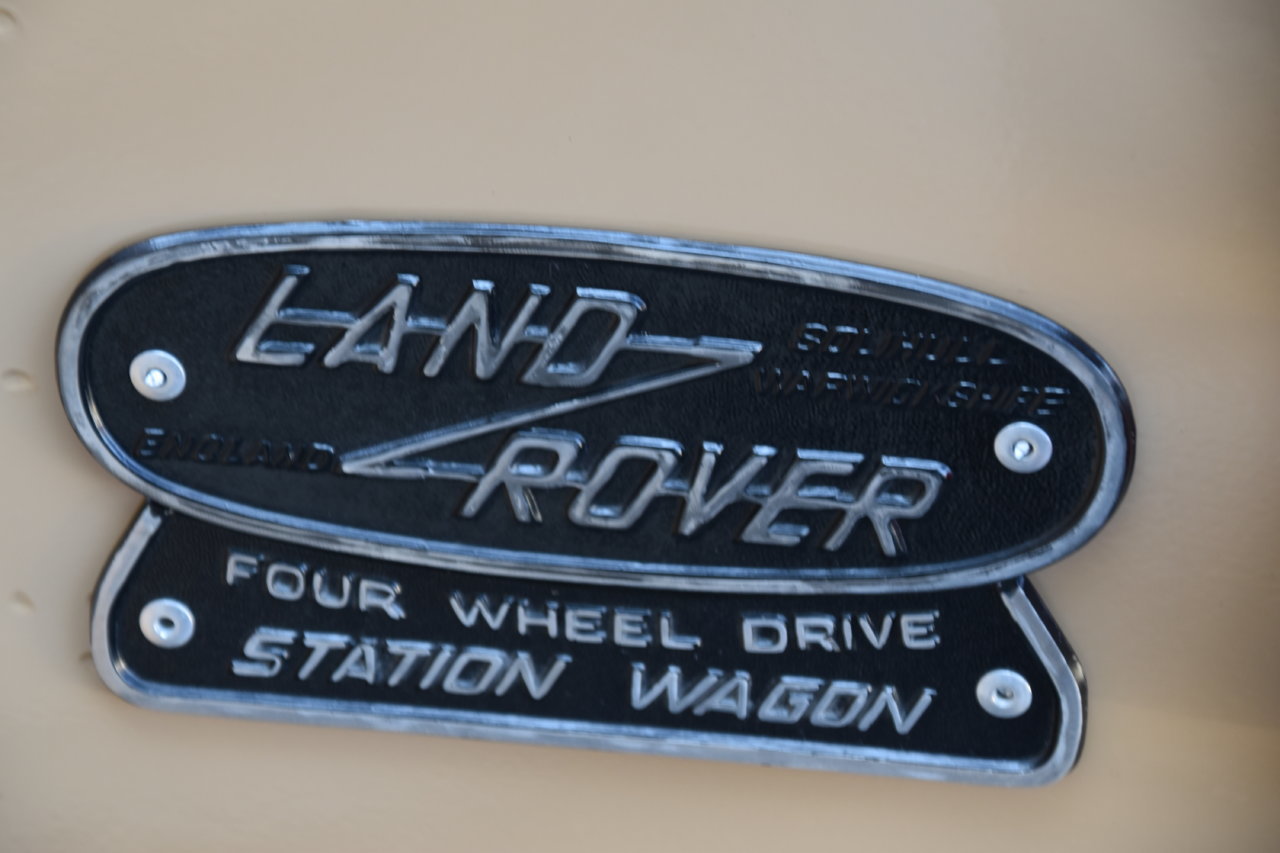 LAND
SOLIHULL
WARWICKSHIRE
ENGLAND
ROVER
FOUR WHEEL DRIVE
STATION WAGON